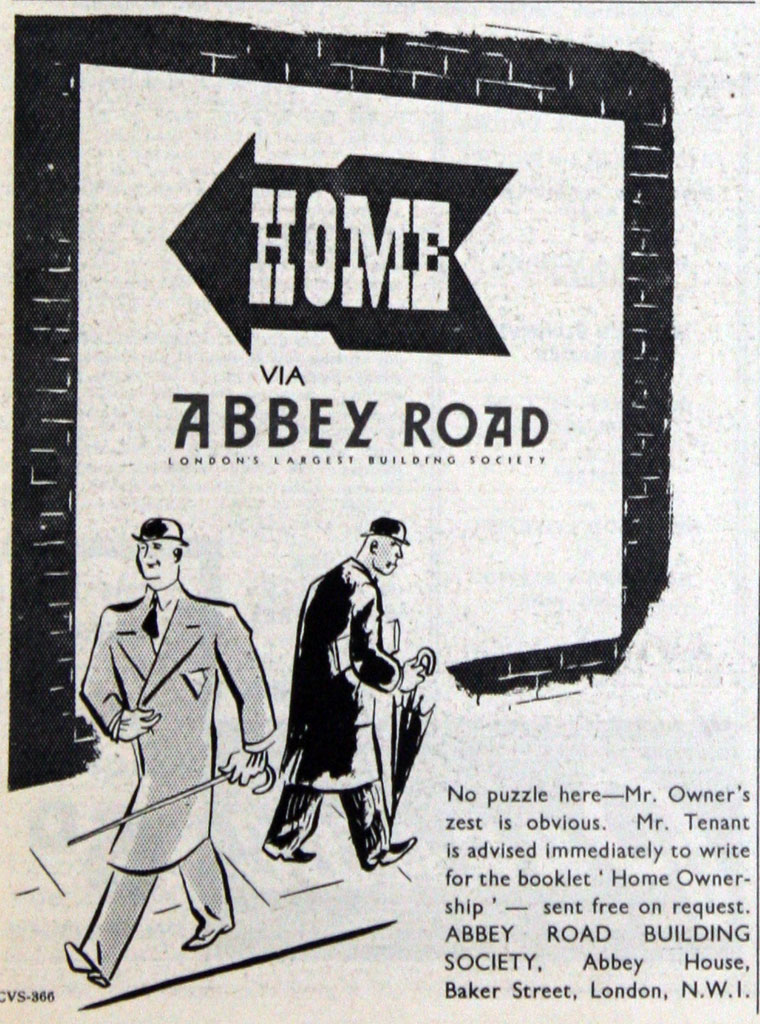 HOME
VIA
ABBEY ROAD
LONDON'S LARGEST BUILDING SOCIETY
No puzzle here—Mr. Owner's
zest is obvious. Mr. Tenant
is advised immediately to write
for the booklet ' Home Owner-
ship ' — sent free on request.
ABBEY ROAD BUILDING
SOCIETY, Abbey House,
Baker Street, London, N.W.1.
CVS-366